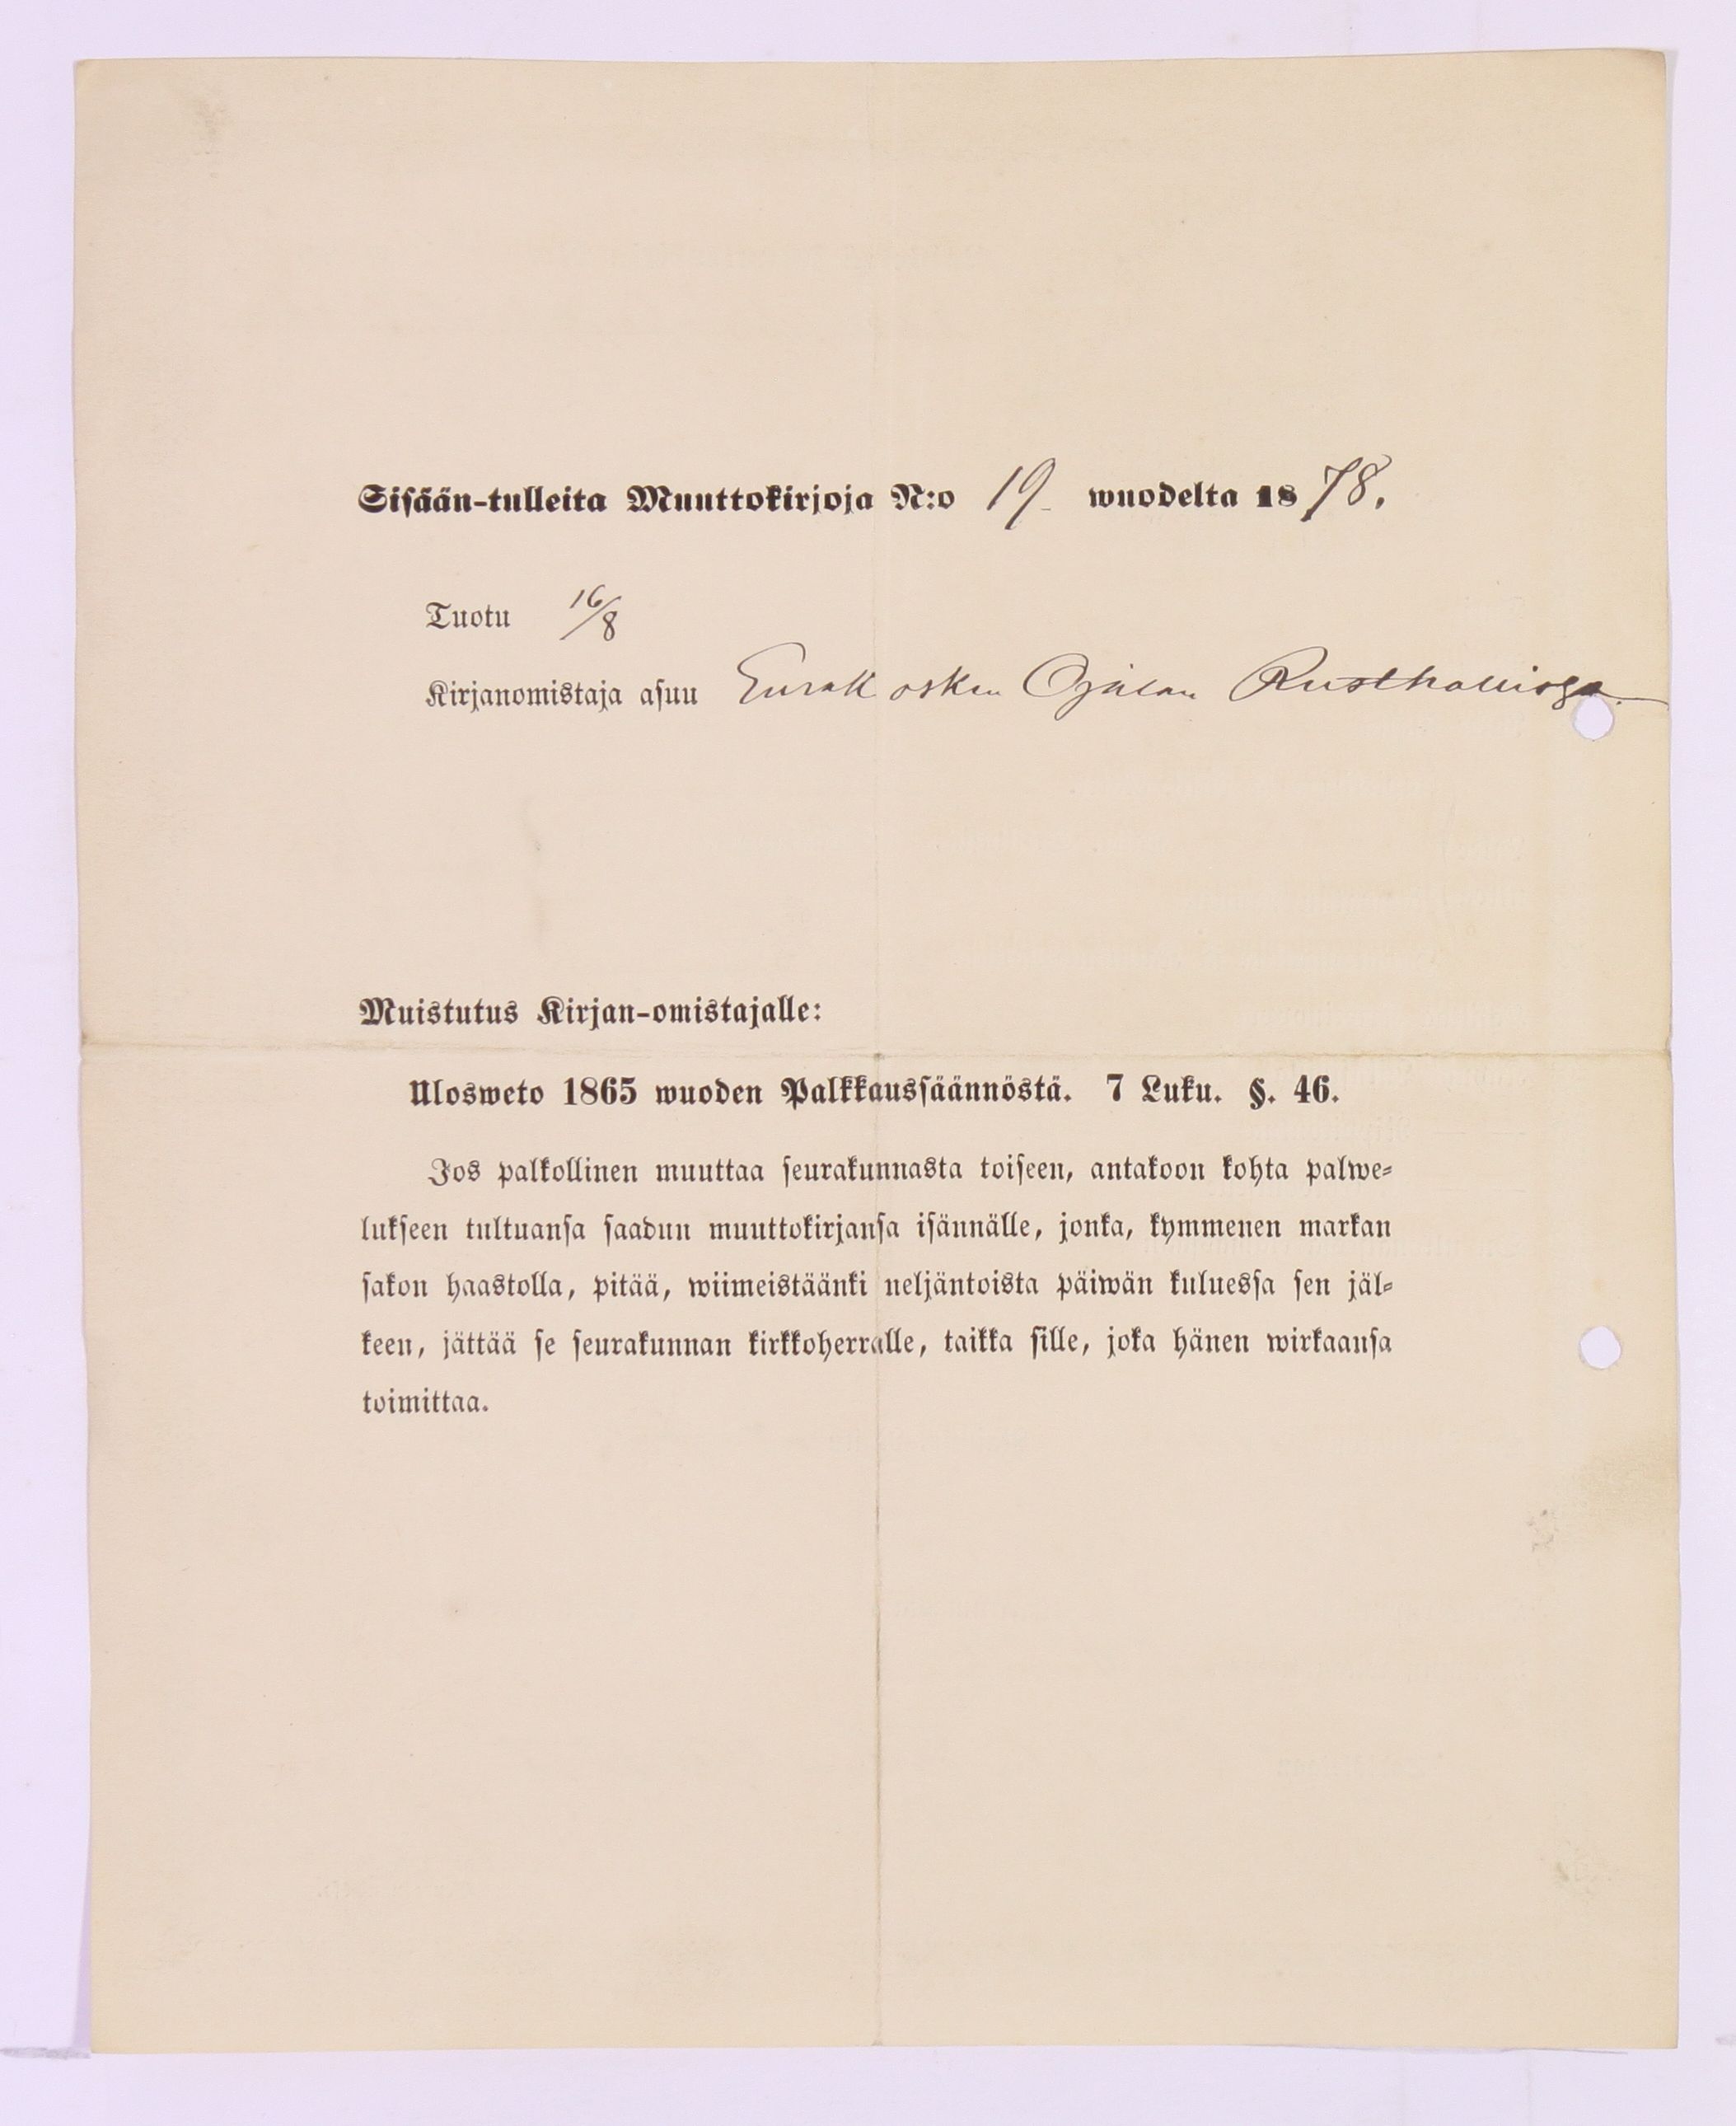 Sisään-tulleita Muuttokirjoja N:o 19 wuodelta 1878.
Tuotu 16/8
Kirjanomistaja asuu Eurakosken Ojalan Rusthollisga.
Muistutus Kirjan-omistajalle:
Ulosweto 1865 wuoden Palkkaussäännöstä. 7 Luku. §. 46.
Jos palkollinen muuttaa seurakunnasta toiseen, antakoon kohta palwe-
lukseen tultuansa saadun muuttokirjansa isännälle, jonka, kymmenen markan
sakon haastolla, pitää, wiimeistäänki neljäntoista päiwän kuluessa sen jäl-
keen, jättää se seurakunnan kirkkoherralle, taikka sille, joka hänen wirkaansa
toimittaa.